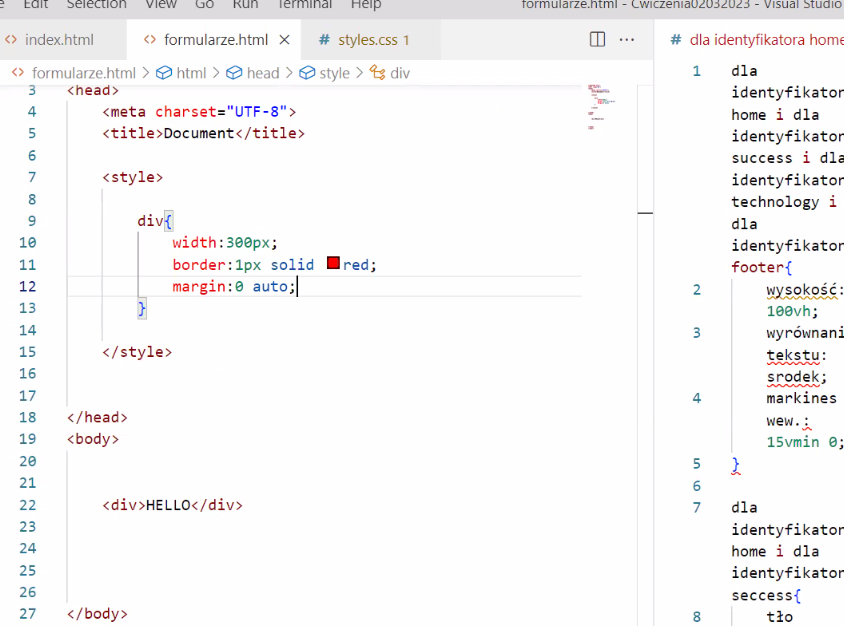 Edit Selection View Go Run Terminal Help formularze.html - Cwiczenia02032023 - Visual Studio
<> index.html <> formularze.html × # styles.css 1 ··· # dla identyfikatora home
<> formularze.html > html > head > style > div
3 <head>
4 <meta charset="UTF-8">
5 <title>Document</title>
6
7 <style>
8
9 div{
10 width:300px;
11 border:1px solid red;
12 margin:0 auto;
13 }
14
15 </style>
16
17
18 </head>
19 <body>
20
21
22 <div>HELLO</div>
23
24
25
26
27 </body>
1 dla
identyfikator
home i dla
identyfikator
success i dla
identyfikator
technology i
dla
identyfikator
footer{
2 wysokość:
100vh;
3 wyrównani
tekstu:
srodek;
4 markines
wew.:
15vmin 0;
5 }
6
7 dla
identyfikator
home i dla
identyfikator
seccess{
8 tło